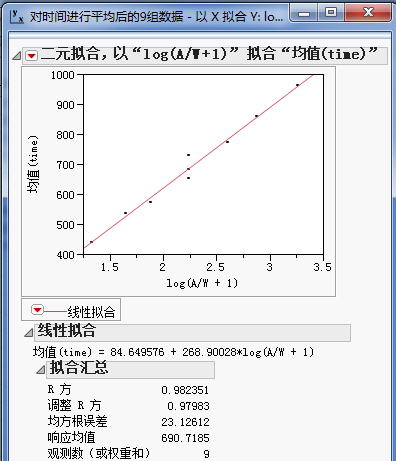 对时间进行平均后的9组数据 - 以 X 拟合 Y: lo...
二元拟合，以“log(A/W+1)”拟合“均值(time)”
1000
900
800
700
600
500
400
均值(time)
1.5 2 2.5 3 3.5
log(A/W + 1)
线性拟合
线性拟合
均值(time) = 84.649576 + 268.90028*log(A/W + 1)
拟合汇总
R 方 0.982351
调整 R 方 0.97983
均方根误差 23.12612
响应均值 690.7185
观测数（或权重和） 9